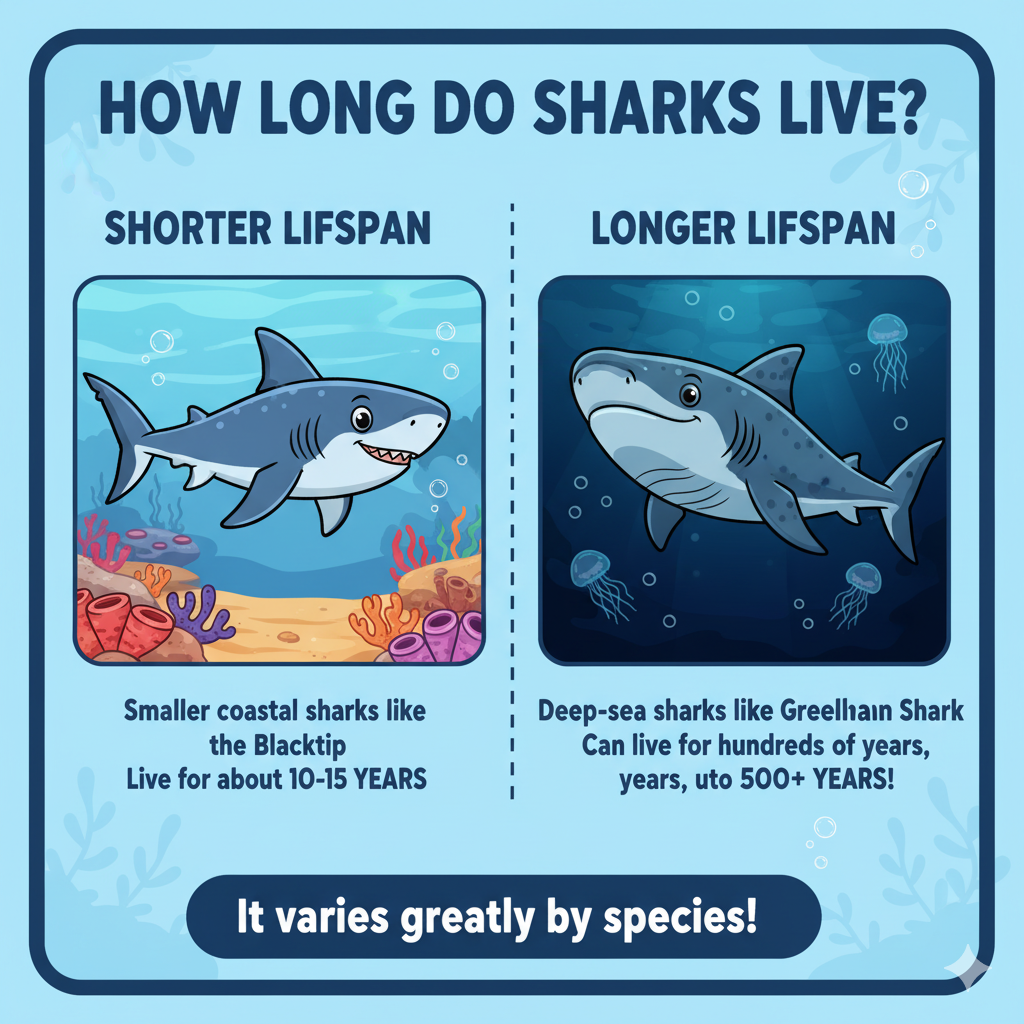 HOW LONG DO SHARKS LIVE?
SHORTER LIFSPAN
Smaller coastal sharks like
the Blacktip
Live for about 10-15 YEARS
LONGER LIFSPAN
Deep-sea sharks like Shark
Can live for hundreds of years,
years, uto 500+ YEARS!
It varies greatly by species!